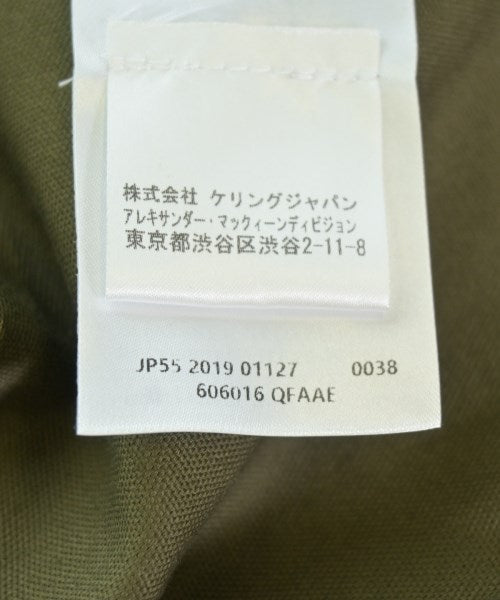 株式会社 ケリングジャパン
アレキサンダー・マックィーンディビジョン
東京都渋谷区渋谷2-11-8
JP55 2019 01127 0038
606016 QFAAE